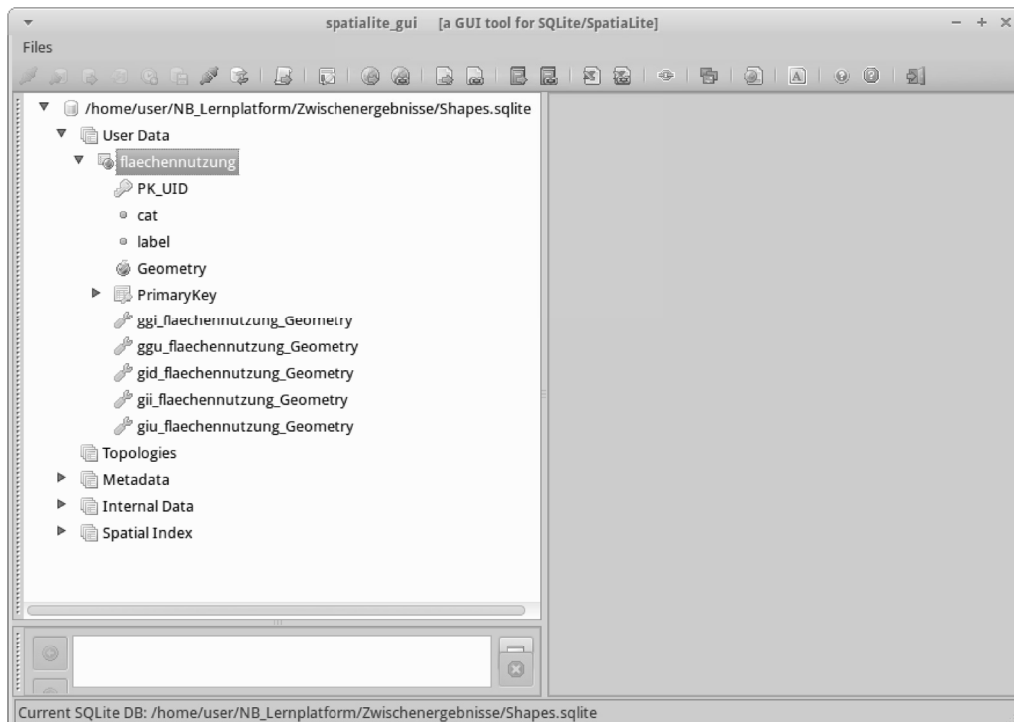 spatialite_gui [a GUI tool for SQLite/SpatiaLite]
Files
/home/user/NB_Lernplatform/Zwischenergebnisse/Shapes.sqlite
User Data
flaechennutzung
PK_UID
cat
label
Geometry
PrimaryKey
ggi_flaechennutzung_Geometry
ggu_flaechennutzung_Geometry
gid_flaechennutzung_Geometry
gii_flaechennutzung_Geometry
giu_flaechennutzung_Geometry
Topologies
Metadata
Internal Data
Spatial Index
Current SQLite DB: /home/user/NB_Lernplatform/Zwischenergebnisse/Shapes.sqlite